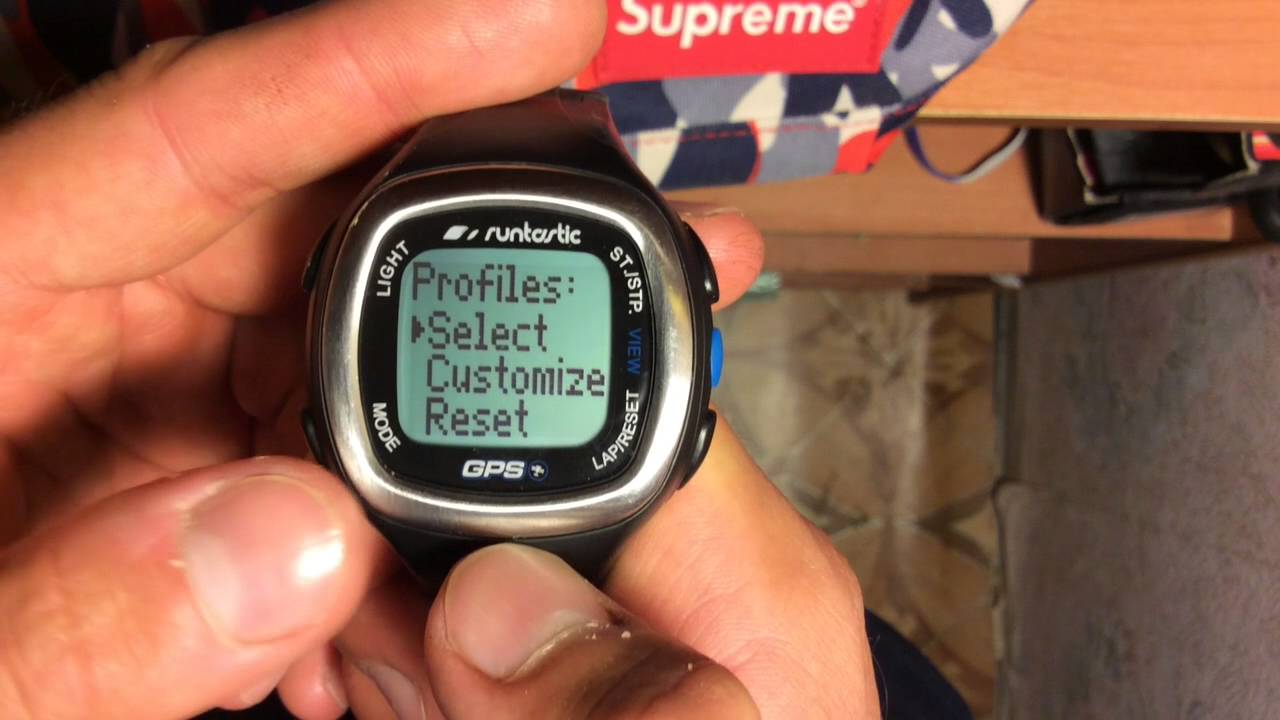 Supreme
runtastic
LIGHT
ST./STP.
Profiles:
Select
VIEW
Customize
Reset
MODE
LAP/RESET
GPS